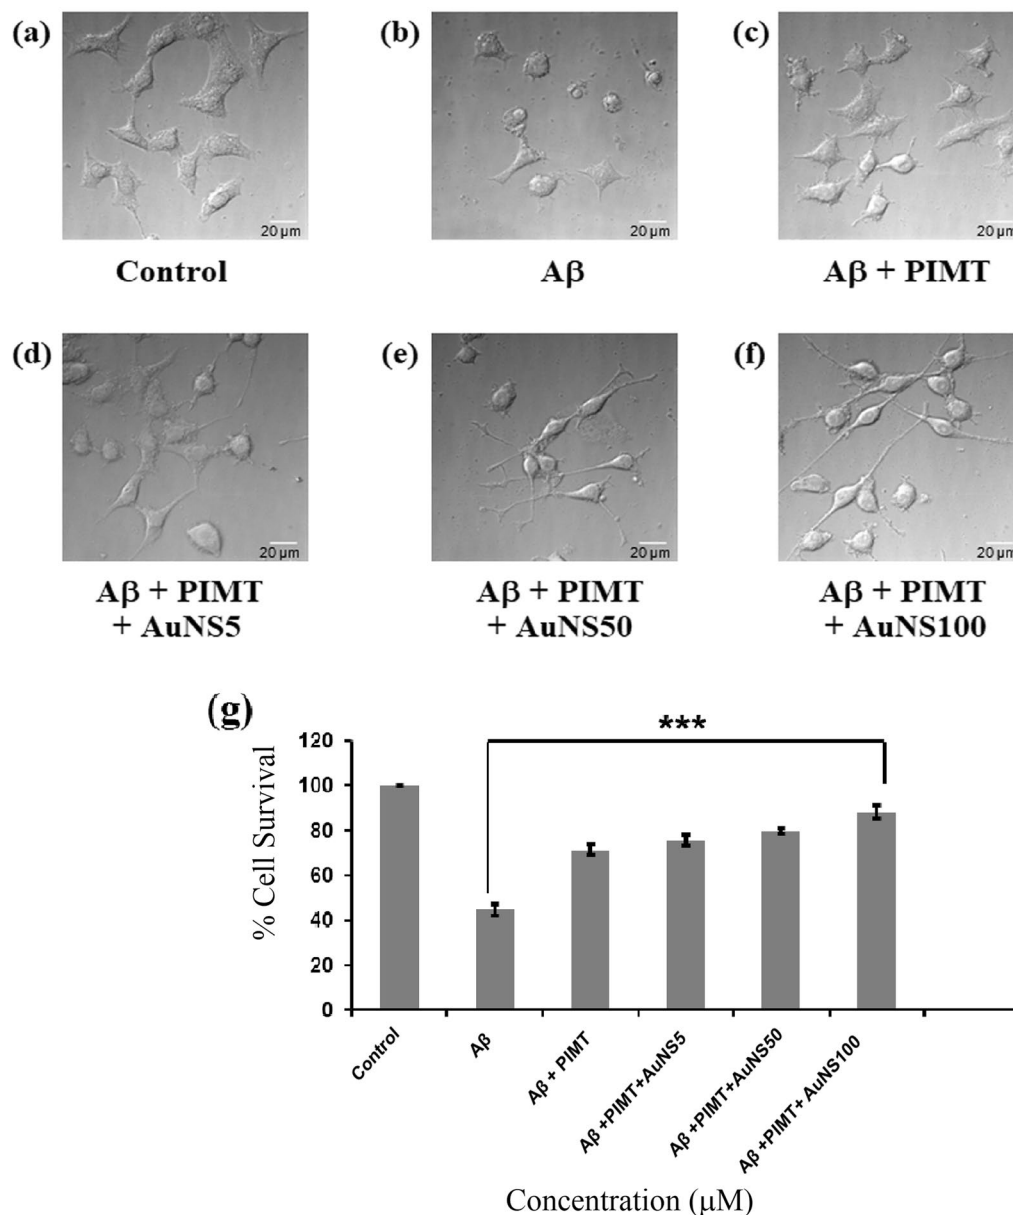 (a)
(b)
(c)
20 µm
20 µm
20 µm
Control
Aβ
Aβ + PIMT
(d)
(e)
(f)
20 µm
20 µm
20 µm
Aβ + PIMT
+ AuNS5
Aβ + PIMT
+ AuNS50
Aβ + PIMT
+ AuNS100
(g)
***
% Cell Survival
120
100
80
60
40
20
0
Control
Aβ
Aβ + PIMT
Aβ +PIMT+AuNS5
Aβ +PIMT+AuNS50
Aβ +PIMT+ AuNS100
Concentration (µM)